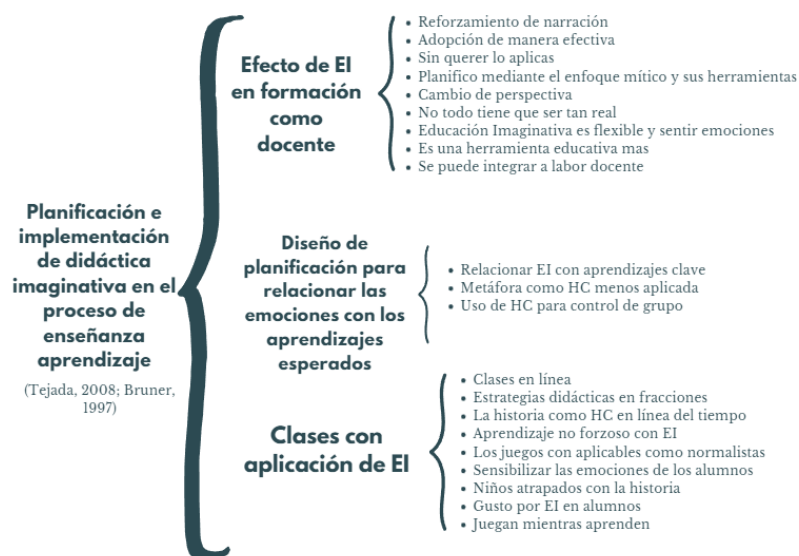 Planificación e
implementación
de didáctica
imaginativa en el
proceso de
enseñanza
aprendizaje
(Tejada, 2008; Bruner,
1997)
Efecto de EI
en formación
como
docente
Reforzamiento de narración
Adopción de manera efectiva
Sin querer lo aplicas
Planifico mediante el enfoque mítico y sus herramientas
Cambio de perspectiva
No todo tiene que ser tan real
Educación Imaginativa es flexible y sentir emociones
Es una herramienta educativa mas
Se puede integrar a labor docente
Diseño de
planificación para
relacionar las
emociones con los
aprendizajes
esperados
Relacionar EI con aprendizajes clave
Metáfora como HC menos aplicada
Uso de HC para control de grupo
Clases con
aplicación de EI
Clases en línea
Estrategias didácticas en fracciones
La historia como HC en línea del tiempo
Aprendizaje no forzoso con EI
Los juegos con aplicables como normalistas
Sensibilizar las emociones de los alumnos
Niños atrapados con la historia
Gusto por EI en alumnos
Juegan mientras aprenden